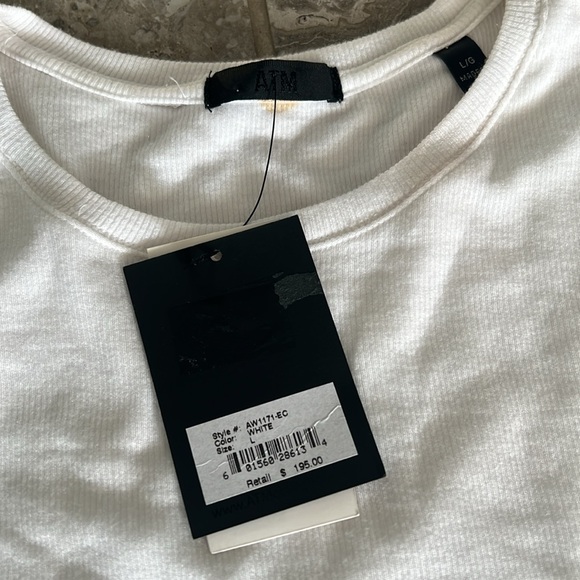 ATM
L/G
Style #: AW1171-EC
Color: WHITE
Size: L
6 01560 28613 4
Retail $ 195.00